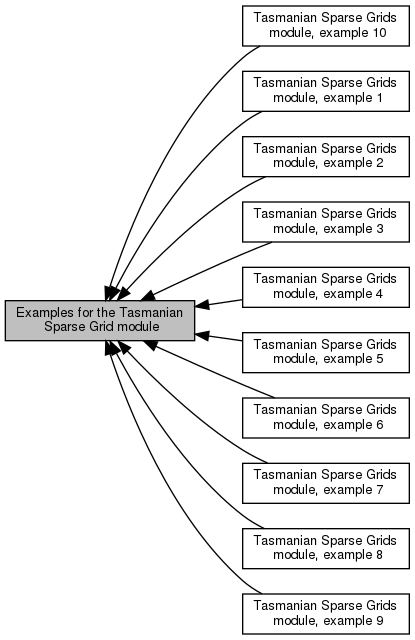 Tasmanian Sparse Grids
module, example 10
Tasmanian Sparse Grids
module, example 1
Tasmanian Sparse Grids
module, example 2
Tasmanian Sparse Grids
module, example 3
Tasmanian Sparse Grids
module, example 4
Examples for the Tasmanian
Sparse Grid module
Tasmanian Sparse Grids
module, example 5
Tasmanian Sparse Grids
module, example 6
Tasmanian Sparse Grids
module, example 7
Tasmanian Sparse Grids
module, example 8
Tasmanian Sparse Grids
module, example 9